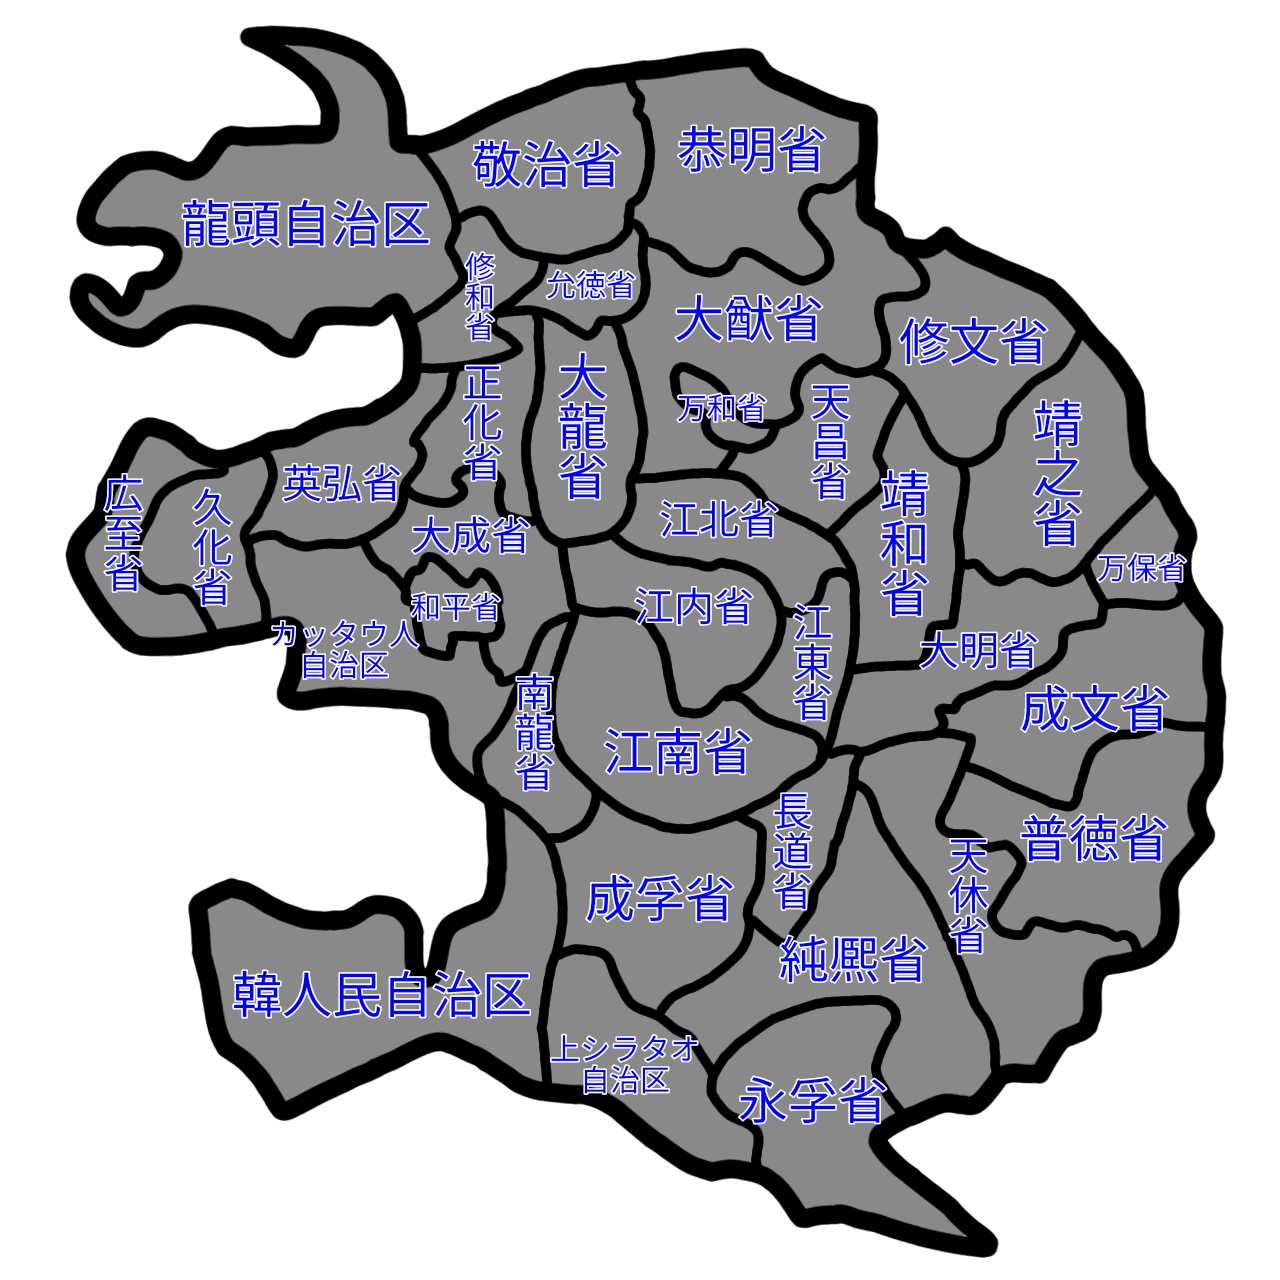 敬治省
恭明省
龍頭自治区
修和省
允徳省
大猷省
修文省
大龍省
正化省
万和省
天昌省
靖之省
英弘省
広至省
久化省
大成省
江北省
靖和省
万保省
和平省
江内省
江東省
大明省
カッタウ人
自治区
南龍省
江南省
成文省
長道省
天休省
普徳省
成孚省
純熙省
韓人民自治区
上シラタオ
自治区
永孚省